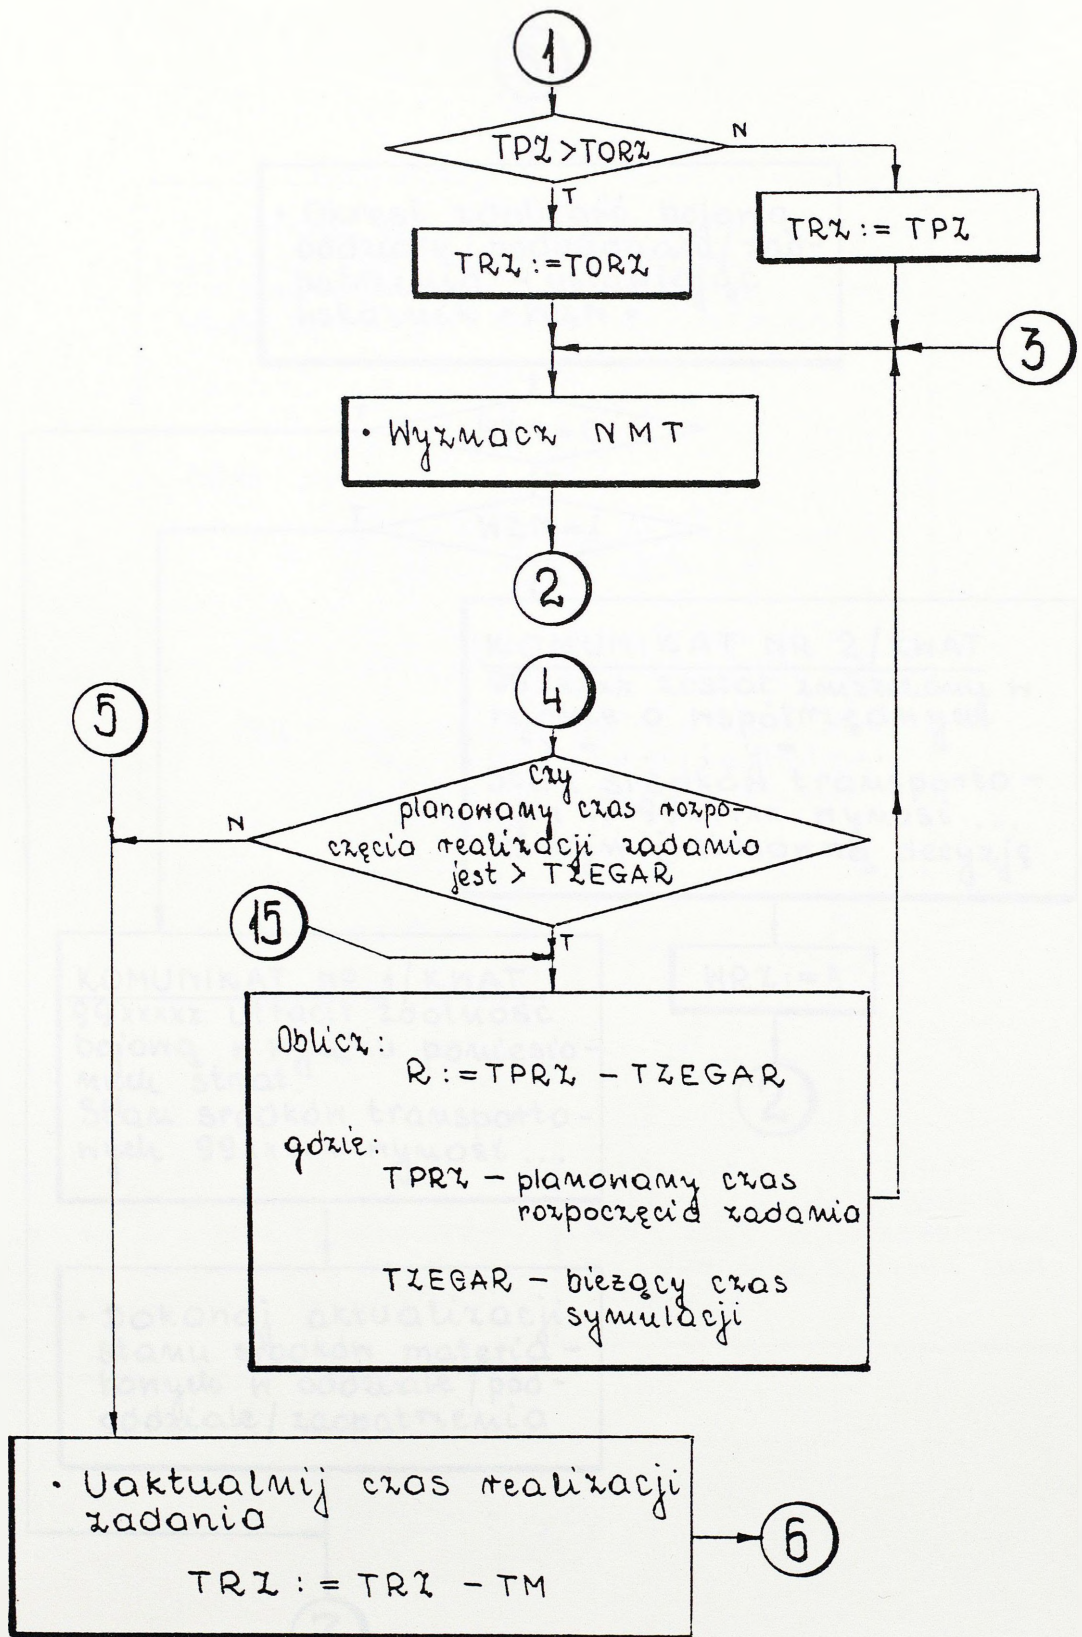 1
TPZ > TORZ
N
T
TRZ := TPZ
TRZ := TORZ
3
• Wyznacz NMT
2
4
5
czy
planowany czas rozpo-
częcia realizacji zadania
jest > TZEGAR
N
T
15
Oblicz:
R := TPRZ – TZEGAR
gdzie:
TPRZ – planowany czas
rozpoczęcia zadania
TZEGAR – bieżący czas
symulacji
• Uaktualnij czas realizacji
zadania
TRZ := TRZ – TM
6